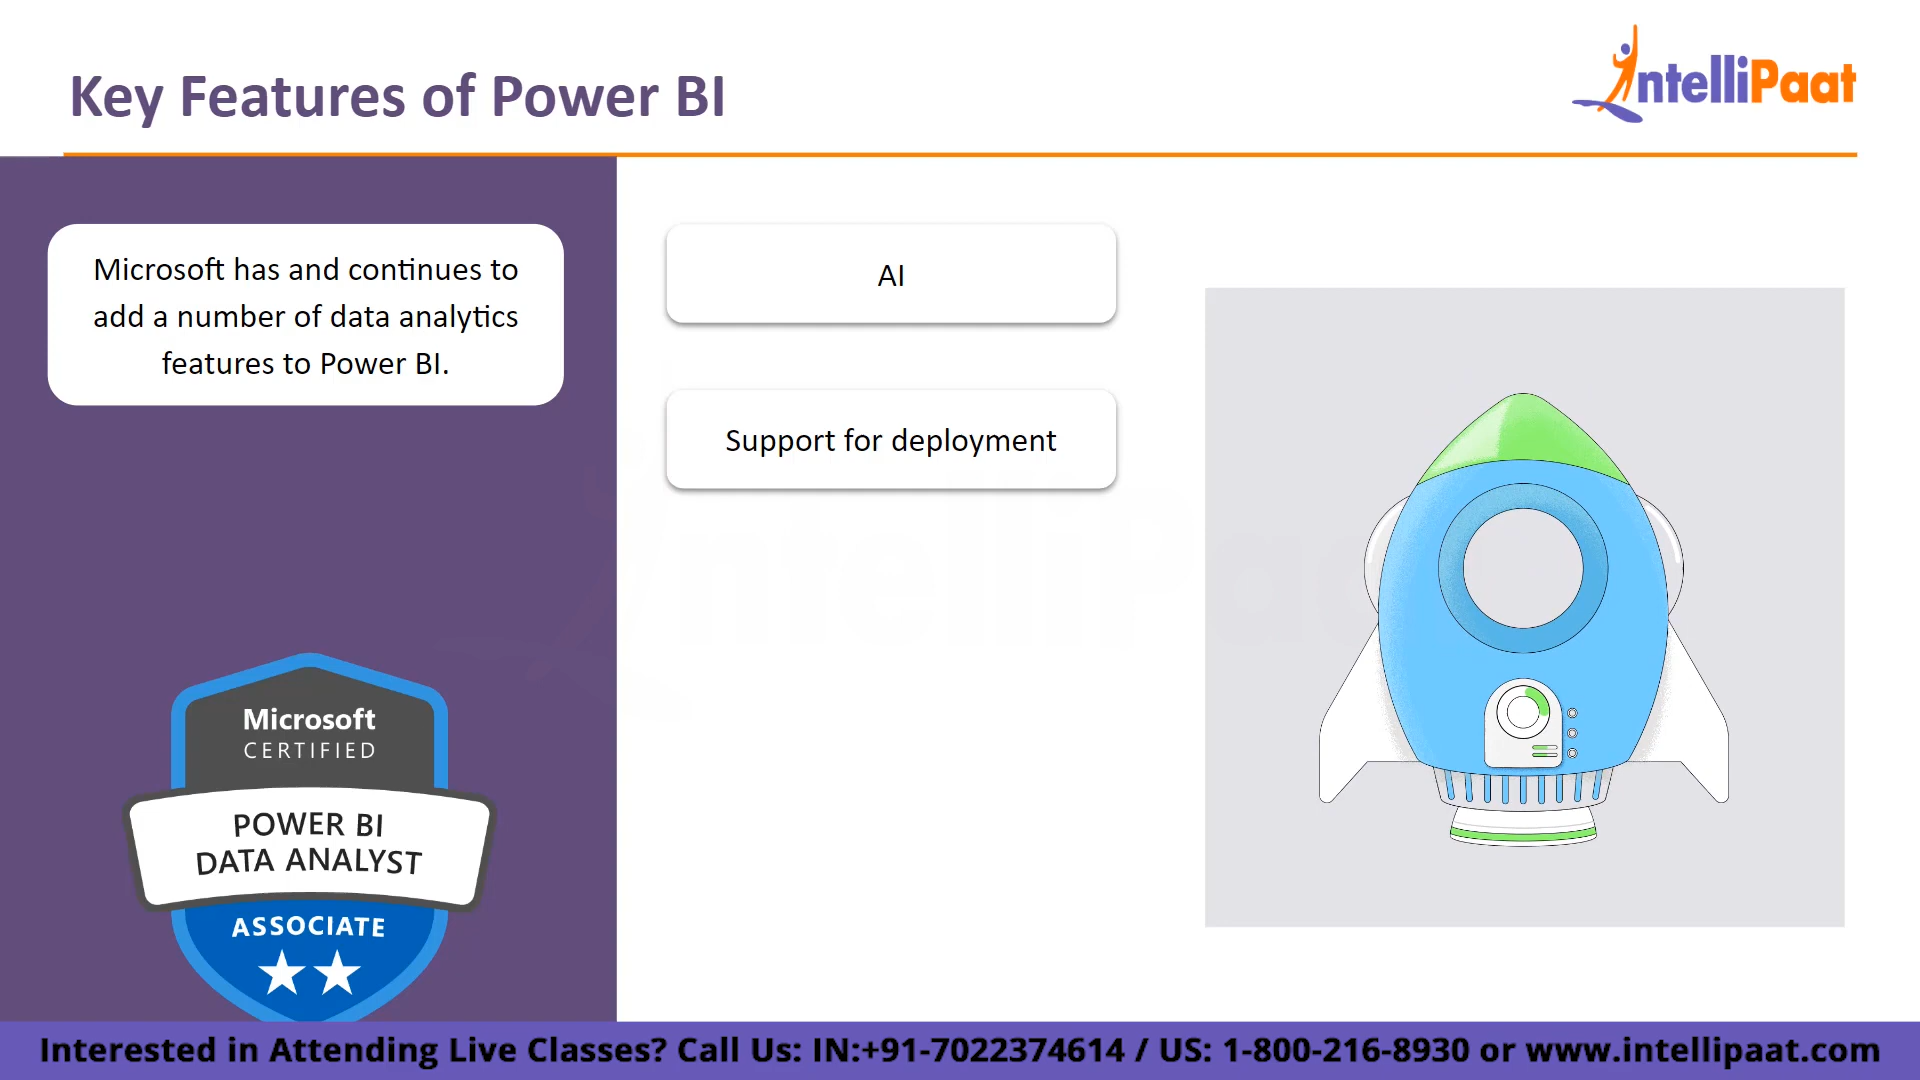 Key Features of Power BI
IntelliPaat
Microsoft has and continues to
add a number of data analytics
features to Power BI.
AI
Support for deployment
Microsoft
CERTIFIED
POWER BI
DATA ANALYST
ASSOCIATE
Interested in Attending Live Classes? Call Us: IN:+91-7022374614 / US: 1-800-216-8930 or www.intellipaat.com